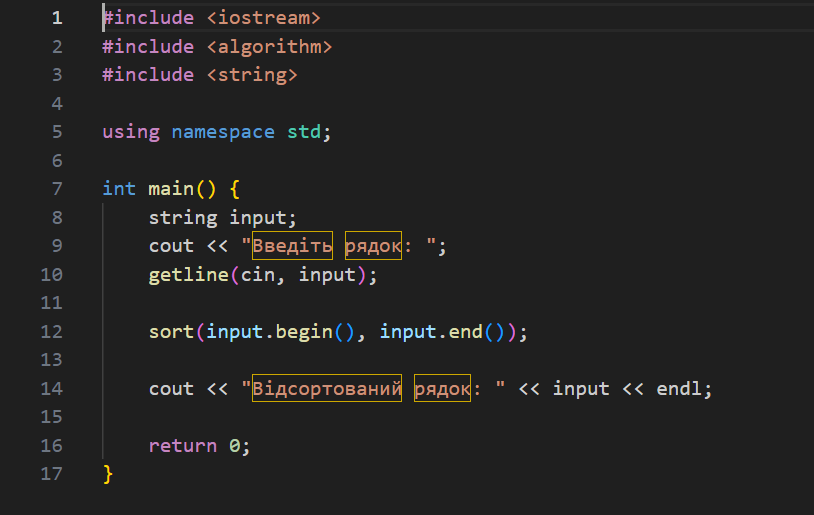 1 #include <iostream>
2 #include <algorithm>
3 #include <string>
4
5 using namespace std;
6
7 int main() {
8     string input;
9     cout << "Введіть рядок: ";
10     getline(cin, input);
11
12     sort(input.begin(), input.end());
13
14     cout << "Відсортований рядок: " << input << endl;
15
16     return 0;
17 }